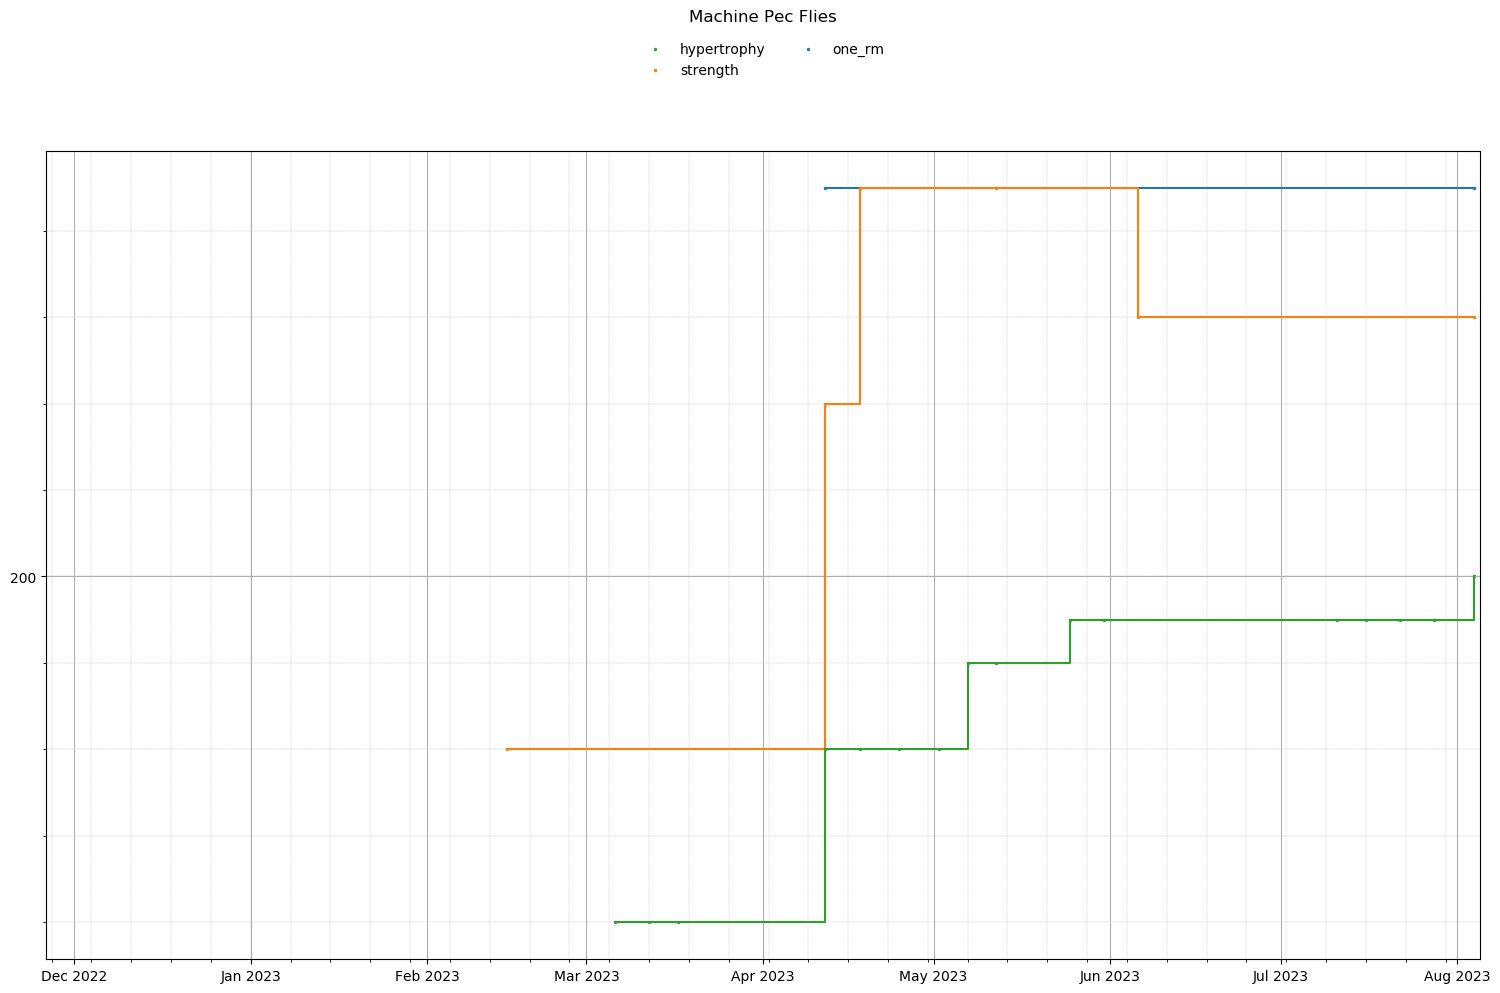 Machine Pec Flies
hypertrophy
one_rm
strength
200
Dec 2022
Jan 2023
Feb 2023
Mar 2023
Apr 2023
May 2023
Jun 2023
Jul 2023
Aug 2023